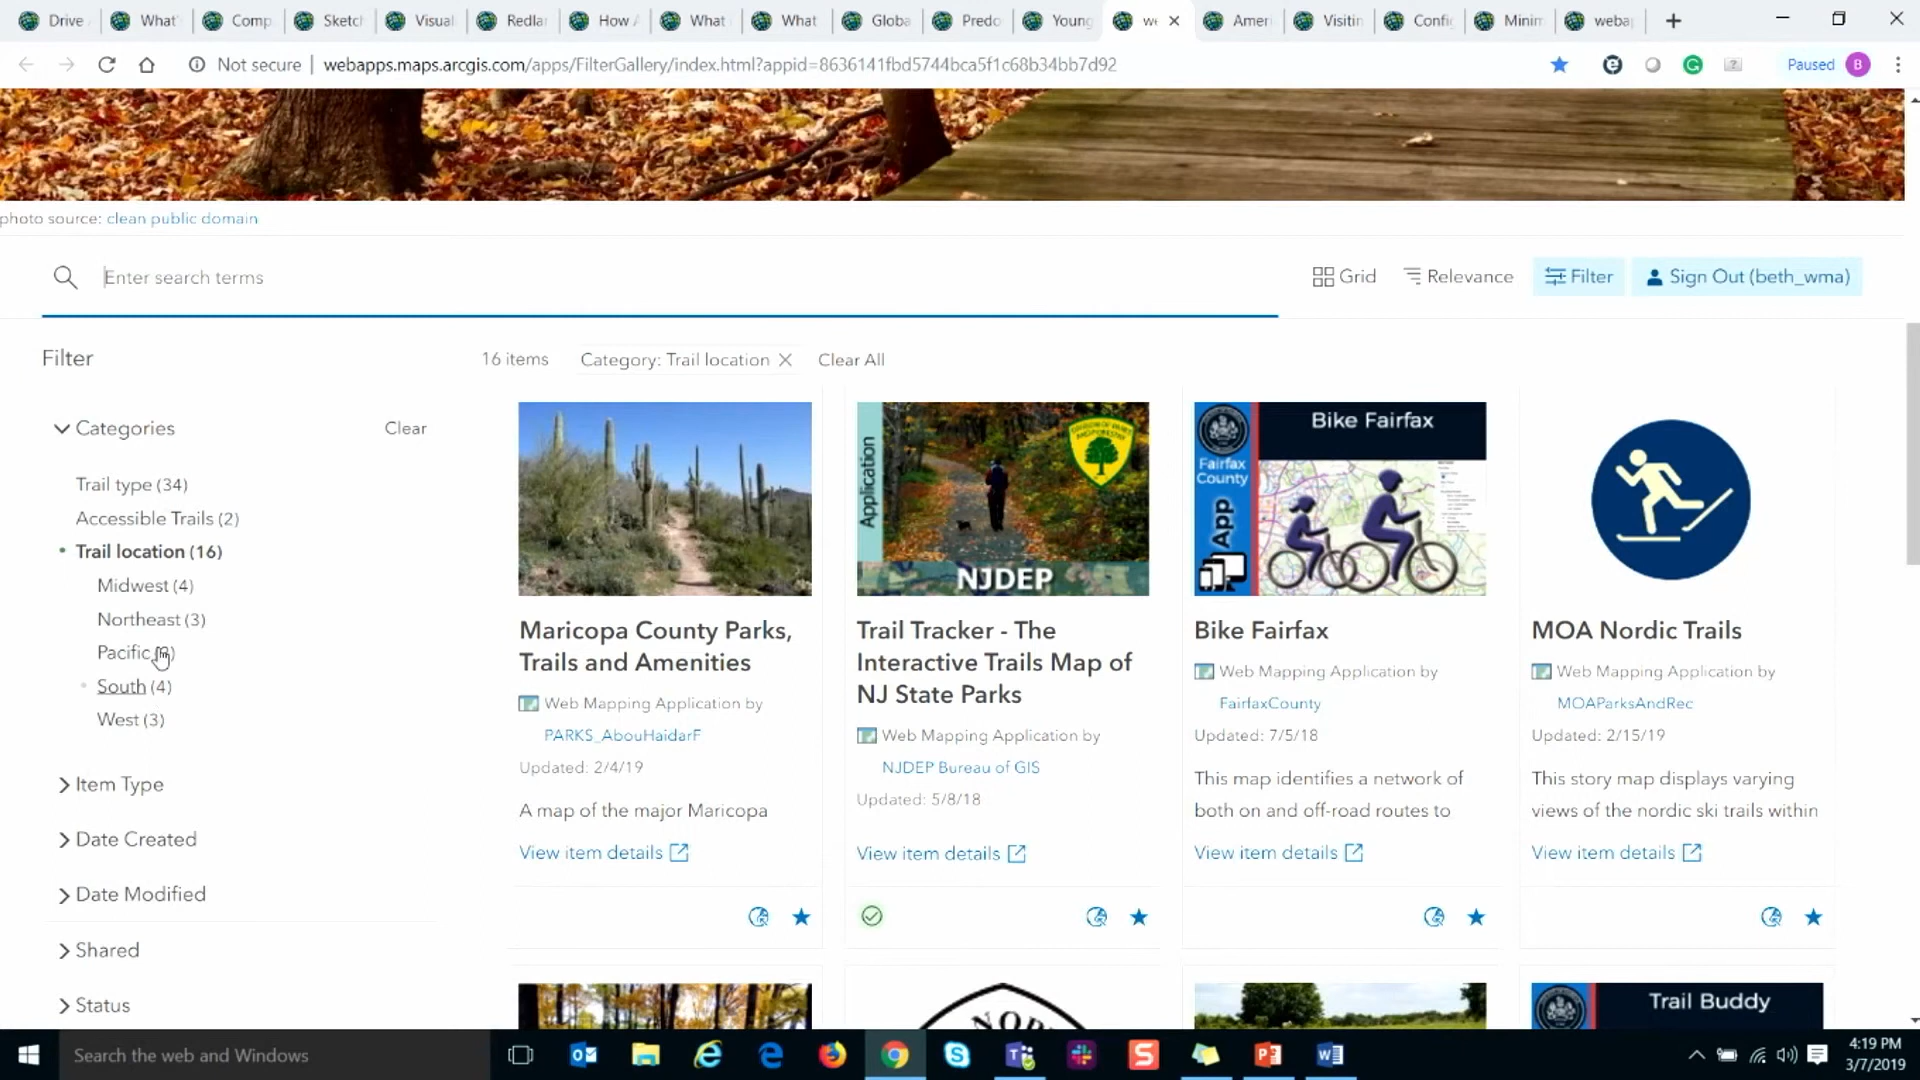 Drive
What'
Comp
Sketch
Visual
Redlan
How A
What
What
Globa
Predo
Young
we
Ameri
Visitin
Config
Minim
webap
Not secure
webapps.maps.arcgis.com/apps/FilterGallery/index.html?appid=8636141fbd5744bca5f1c68b34bb7d92
Paused B
photo source: clean public domain
Enter search terms
Grid
Relevance
Filter
Sign Out (beth_wma)
Filter
16 items
Category: Trail location
Clear All
Categories
Clear
Trail type (34)
Accessible Trails (2)
Trail location (16)
Midwest (4)
Northeast (3)
Pacific
South (4)
West (3)
Item Type
Date Created
Date Modified
Shared
Status
Maricopa County Parks,
Trails and Amenities
Web Mapping Application by
PARKS_AbouHaidarF
Updated: 2/4/19
A map of the major Maricopa
View item details
Application
NJDEP
Trail Tracker - The
Interactive Trails Map of
NJ State Parks
Web Mapping Application by
NJDEP Bureau of GIS
Updated: 5/8/18
View item details
Bike Fairfax
Fairfax
County
App
Bike Fairfax
Web Mapping Application by
FairfaxCounty
Updated: 7/5/18
This map identifies a network of
both on and off-road routes to
View item details
MOA Nordic Trails
Web Mapping Application by
MOAParksAndRec
Updated: 2/15/19
This story map displays varying
views of the nordic ski trails within
View item details
Trail Buddy
Search the web and Windows
4:19 PM
3/7/2019